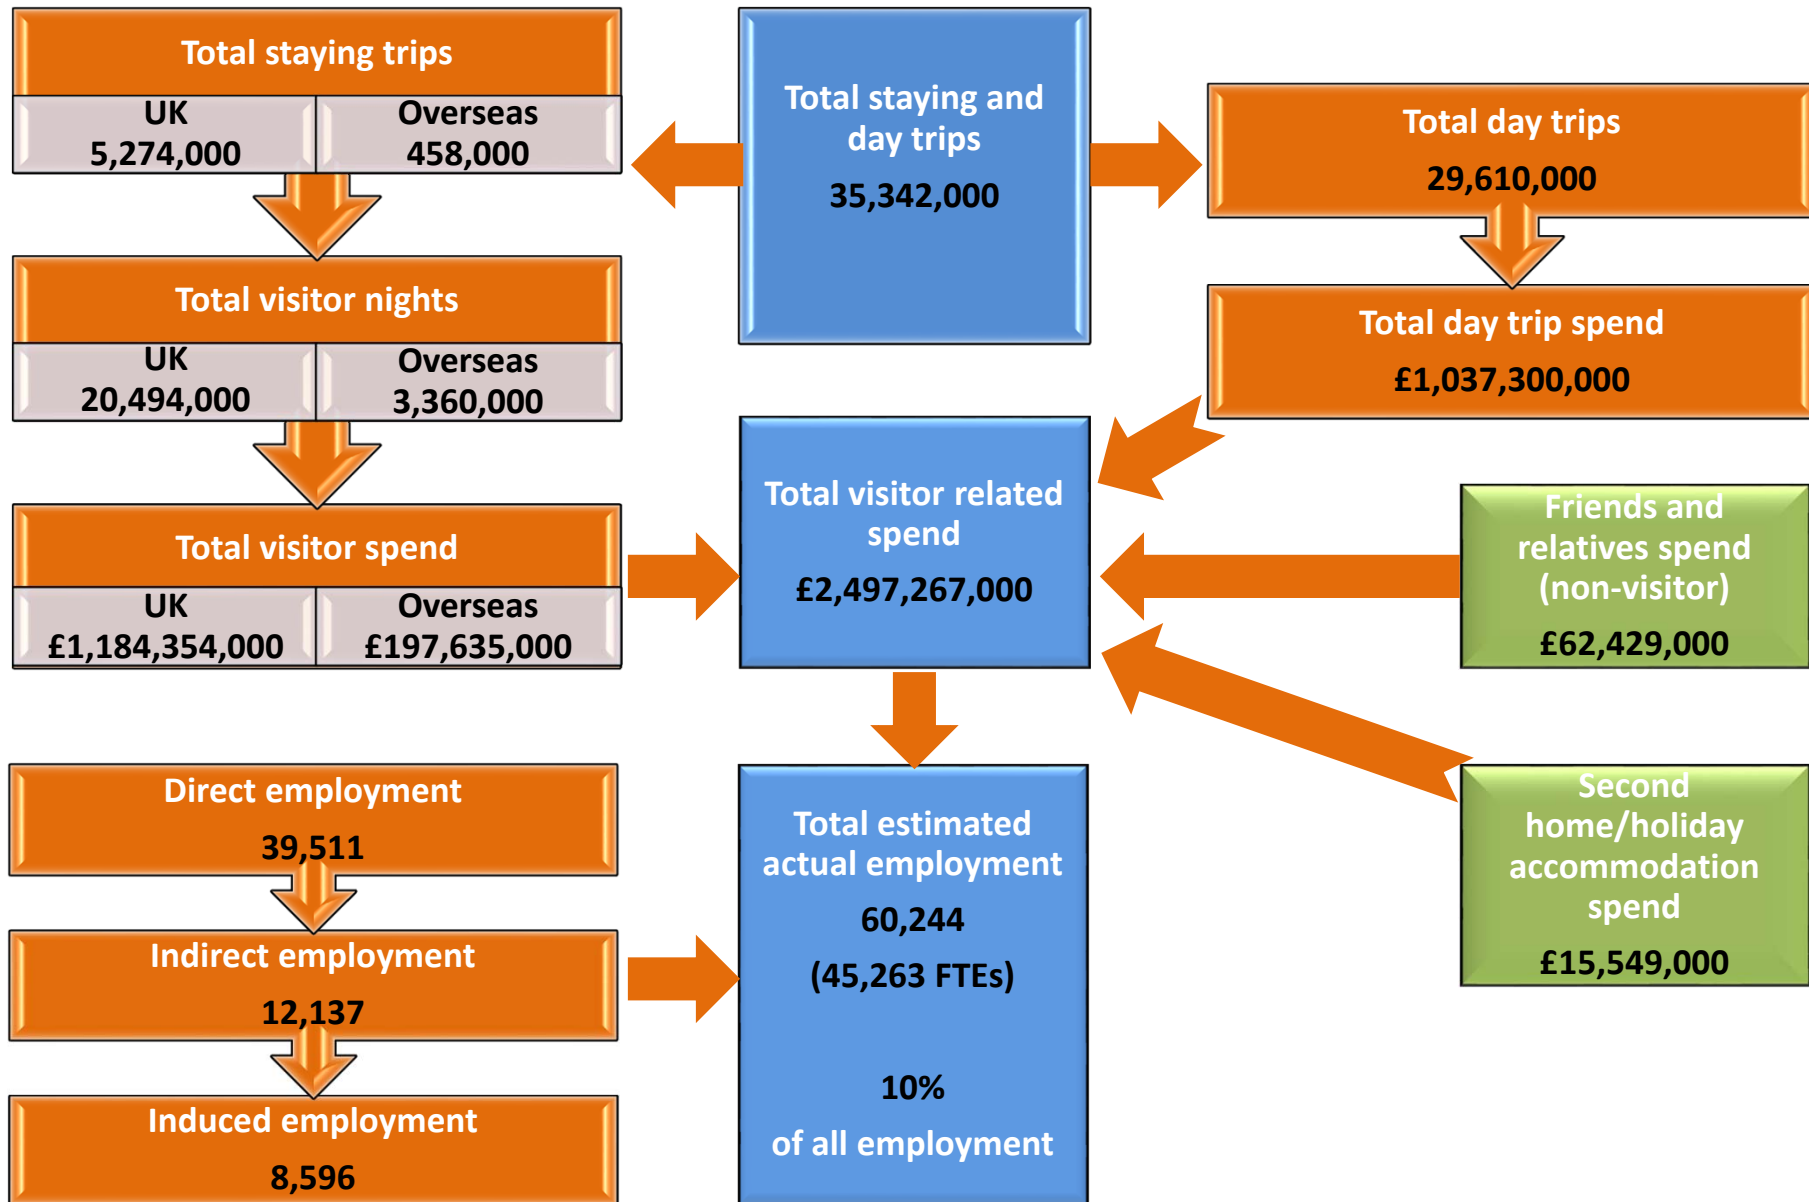 Total staying trips
UK
5,274,000
Overseas
458,000
Total visitor nights
UK
20,494,000
Overseas
3,360,000
Total visitor spend
UK
£1,184,354,000
Overseas
£197,635,000
Direct employment
39,511
Indirect employment
12,137
Induced employment
8,596
Total staying and
day trips
35,342,000
Total visitor related
spend
£2,497,267,000
Total estimated
actual employment
60,244
(45,263 FTEs)
10%
of all employment
Total day trips
29,610,000
Total day trip spend
£1,037,300,000
Friends and
relatives spend
(non-visitor)
£62,429,000
Second
home/holiday
accommodation
spend
£15,549,000